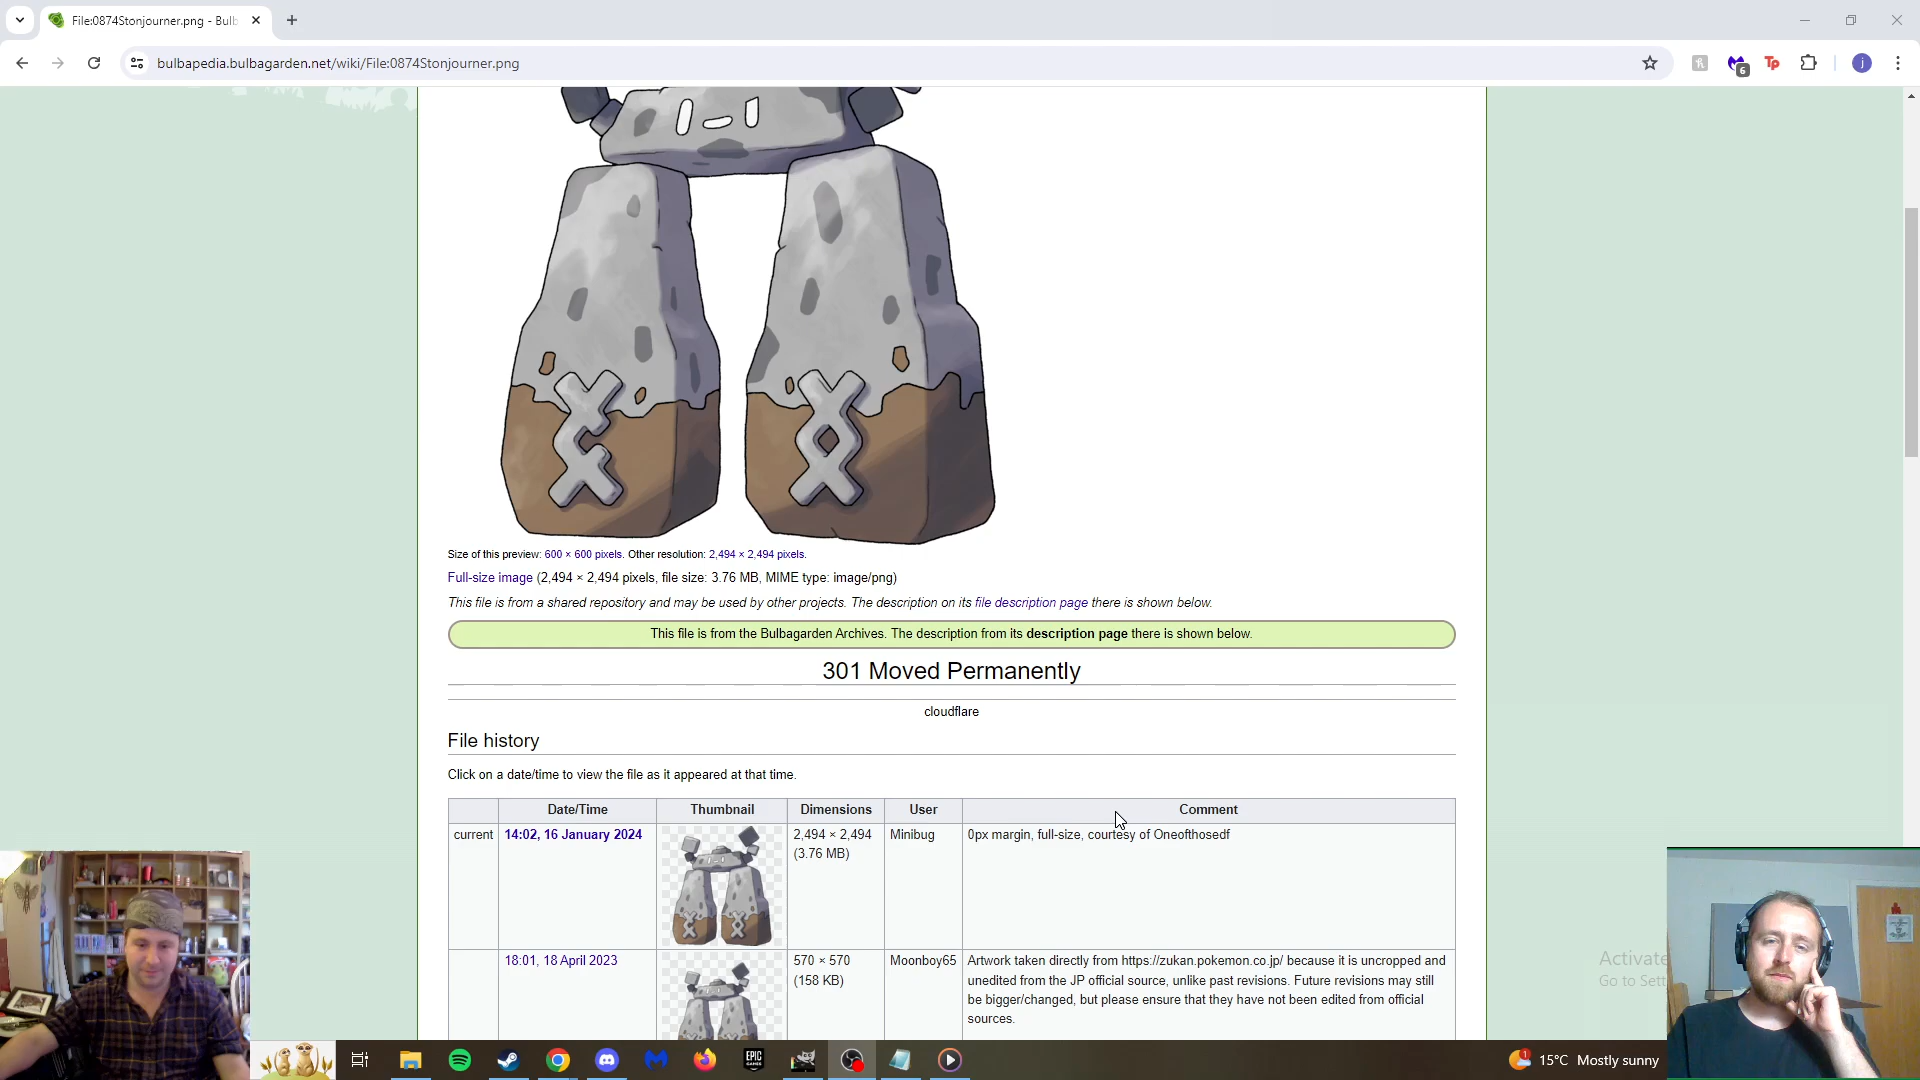 File:0874Stonjourner.png - Bulb
bulbapedia.bulbagarden.net/wiki/File:0874Stonjourner.png
6
Tp
j
Size of this preview: 600 × 600 pixels. Other resolution: 2,494 × 2,494 pixels.
Full-size image (2,494 × 2,494 pixels, file size: 3.76 MB, MIME type: image/png)
This file is from a shared repository and may be used by other projects. The description on its file description page there is shown below.
This file is from the Bulbagarden Archives. The description from its description page there is shown below.
301 Moved Permanently
cloudflare
File history
Click on a date/time to view the file as it appeared at that time.
Date/Time Thumbnail Dimensions User Comment
current 14:02, 16 January 2024 2,494 × 2,494 Minibug 0px margin, full-size, courtesy of Oneofthosedf
(3.76 MB)
18:01, 18 April 2023 570 × 570 Moonboy65 Artwork taken directly from https://zukan.pokemon.co.jp/ because it is uncropped and
(158 KB) unedited from the JP official source, unlike past revisions. Future revisions may still
be bigger/changed, but please ensure that they have not been edited from official
sources.
Activate
Go to Sett
EPIC
GAMES
1
15°C Mostly sunny